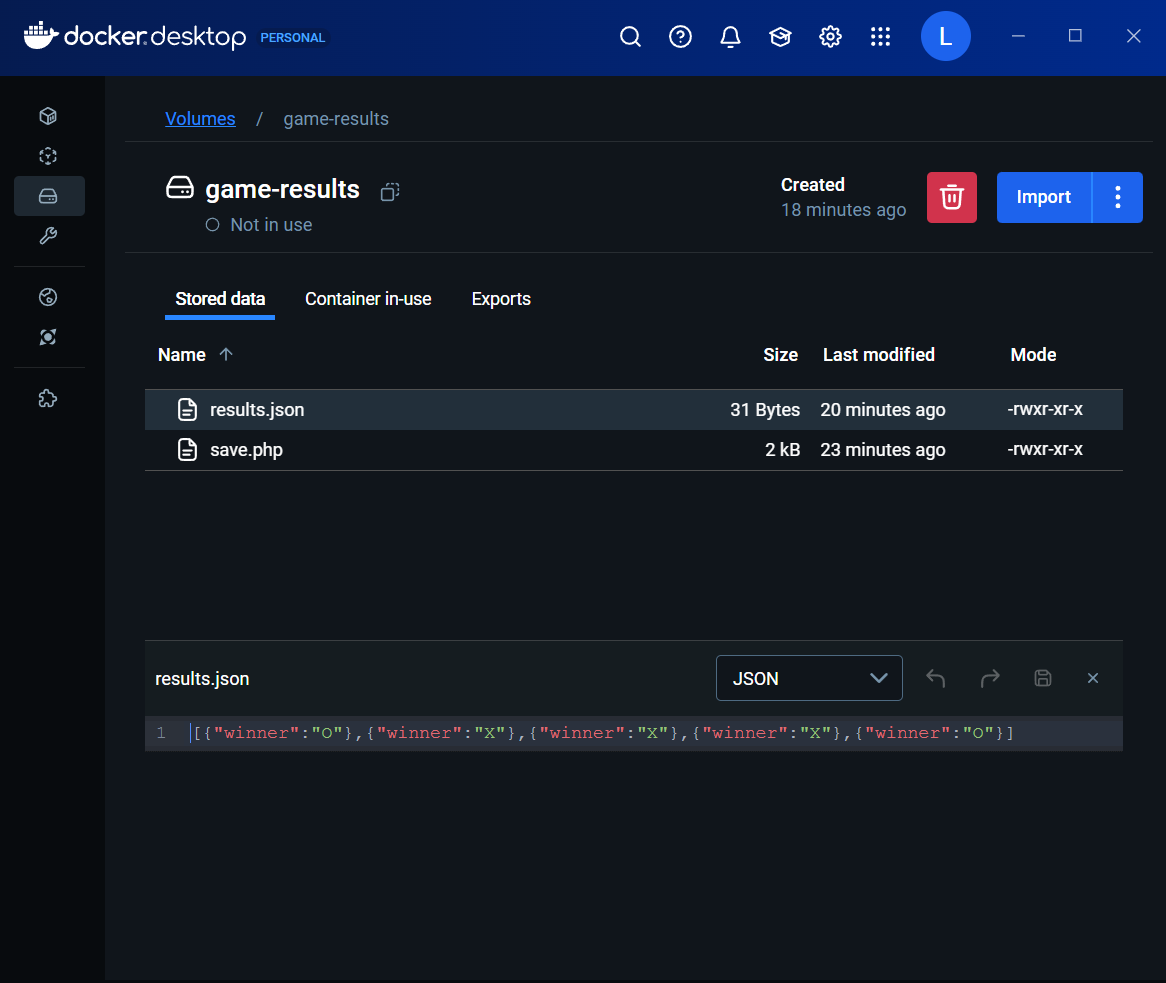 docker.desktop PERSONAL L
Volumes / game-results
game-results
Not in use
Created
18 minutes ago
Import
Stored data Container in-use Exports
Name Size Last modified Mode
results.json 31 Bytes 20 minutes ago -rwxr-xr-x
save.php 2 kB 23 minutes ago -rwxr-xr-x
results.json JSON
1 [{"winner":"O"},{"winner":"X"},{"winner":"X"},{"winner":"X"},{"winner":"O"}]